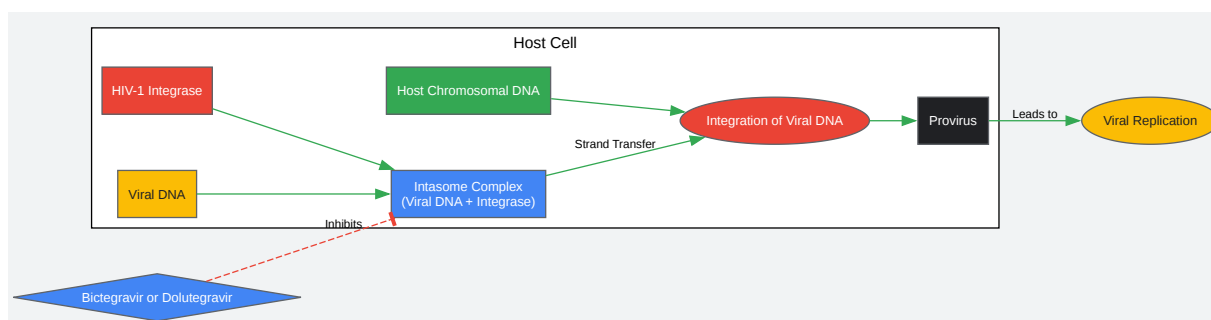 Host Cell
HIV-1 Integrase
Host Chromosomal DNA
Integration of Viral DNA
Provirus
Leads to
Viral Replication
Strand Transfer
Viral DNA
Intasome Complex
(Viral DNA + Integrase)
Inhibits
Bictegravir or Dolutegravir